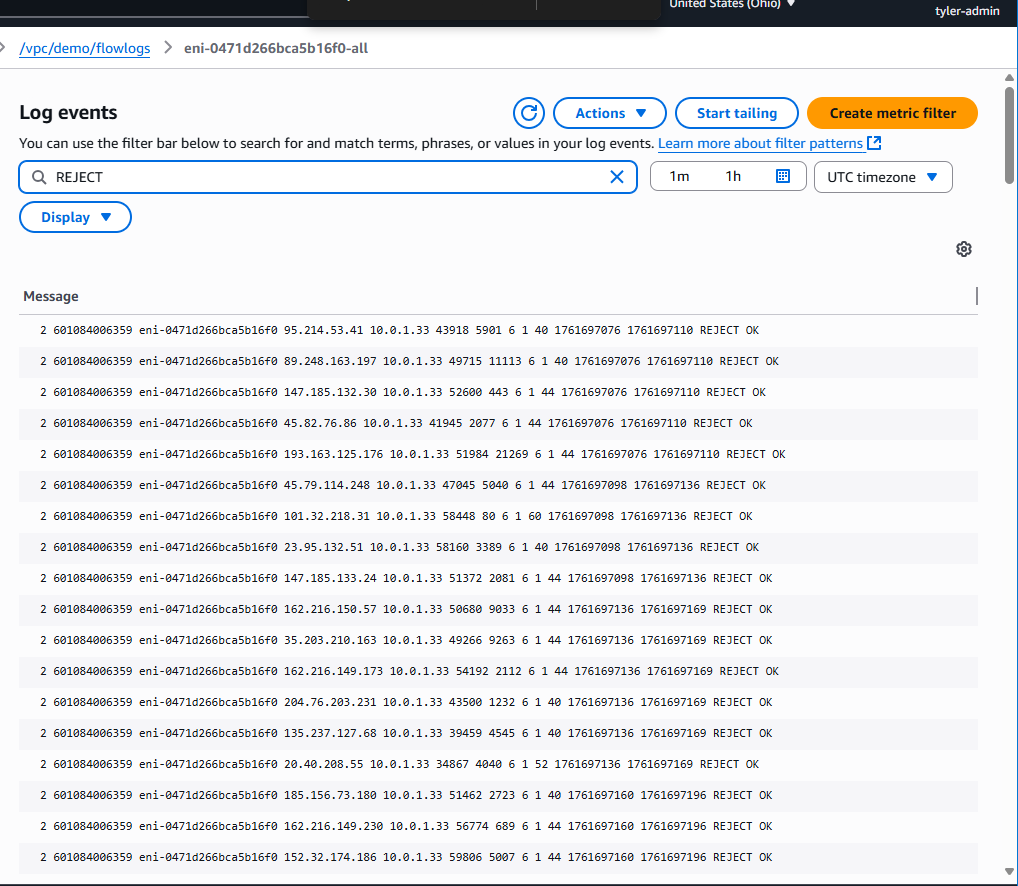 United States (Ohio)
tyler-admin
/vpc/demo/flowlogs > eni-0471d266bca5b16f0-all
Log events
Actions
Start tailing
Create metric filter
You can use the filter bar below to search for and match terms, phrases, or values in your log events. Learn more about filter patterns
REJECT
1m 1h
UTC timezone
Display
Message
2 601084006359 eni-0471d266bca5b16f0 95.214.53.41 10.0.1.33 43918 5901 6 1 40 1761697076 1761697110 REJECT OK
2 601084006359 eni-0471d266bca5b16f0 89.248.163.197 10.0.1.33 49715 11113 6 1 40 1761697076 1761697110 REJECT OK
2 601084006359 eni-0471d266bca5b16f0 147.185.132.30 10.0.1.33 52600 443 6 1 44 1761697076 1761697110 REJECT OK
2 601084006359 eni-0471d266bca5b16f0 45.82.76.86 10.0.1.33 41945 2077 6 1 44 1761697076 1761697110 REJECT OK
2 601084006359 eni-0471d266bca5b16f0 193.163.125.176 10.0.1.33 51984 21269 6 1 44 1761697076 1761697110 REJECT OK
2 601084006359 eni-0471d266bca5b16f0 45.79.114.248 10.0.1.33 47045 5040 6 1 44 1761697098 1761697136 REJECT OK
2 601084006359 eni-0471d266bca5b16f0 101.32.218.31 10.0.1.33 58448 80 6 1 60 1761697098 1761697136 REJECT OK
2 601084006359 eni-0471d266bca5b16f0 23.95.132.51 10.0.1.33 58160 3389 6 1 40 1761697098 1761697136 REJECT OK
2 601084006359 eni-0471d266bca5b16f0 147.185.133.24 10.0.1.33 51372 2081 6 1 44 1761697098 1761697136 REJECT OK
2 601084006359 eni-0471d266bca5b16f0 162.216.150.57 10.0.1.33 50680 9033 6 1 44 1761697136 1761697169 REJECT OK
2 601084006359 eni-0471d266bca5b16f0 35.203.210.163 10.0.1.33 49266 9263 6 1 44 1761697136 1761697169 REJECT OK
2 601084006359 eni-0471d266bca5b16f0 162.216.149.173 10.0.1.33 54192 2112 6 1 44 1761697136 1761697169 REJECT OK
2 601084006359 eni-0471d266bca5b16f0 204.76.203.231 10.0.1.33 43500 1232 6 1 40 1761697136 1761697169 REJECT OK
2 601084006359 eni-0471d266bca5b16f0 135.237.127.68 10.0.1.33 39459 4545 6 1 40 1761697136 1761697169 REJECT OK
2 601084006359 eni-0471d266bca5b16f0 20.40.208.55 10.0.1.33 34867 4040 6 1 52 1761697136 1761697169 REJECT OK
2 601084006359 eni-0471d266bca5b16f0 185.156.73.180 10.0.1.33 51462 2723 6 1 40 1761697160 1761697196 REJECT OK
2 601084006359 eni-0471d266bca5b16f0 162.216.149.230 10.0.1.33 56774 689 6 1 44 1761697160 1761697196 REJECT OK
2 601084006359 eni-0471d266bca5b16f0 152.32.174.186 10.0.1.33 59806 5007 6 1 44 1761697160 1761697196 REJECT OK